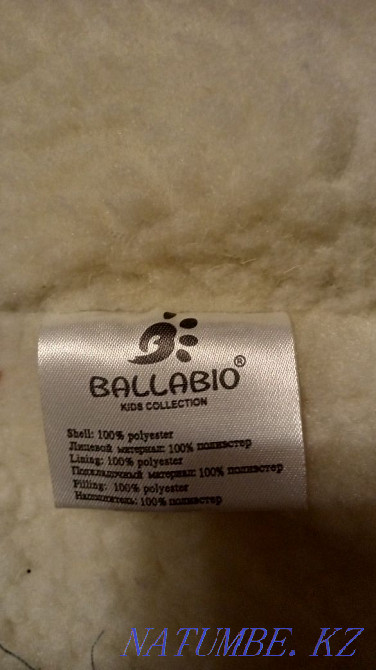 BALLABIO®
KIDS COLLECTION
Shell: 100% polyester
Лицевой материал: 100% полиэстер
Lining: 100% polyester
Подкладочный материал: 100% полиэстер
Pilling: 100% polyester
Наполнитель: 100% полиэстер
NATUMBE. KZ